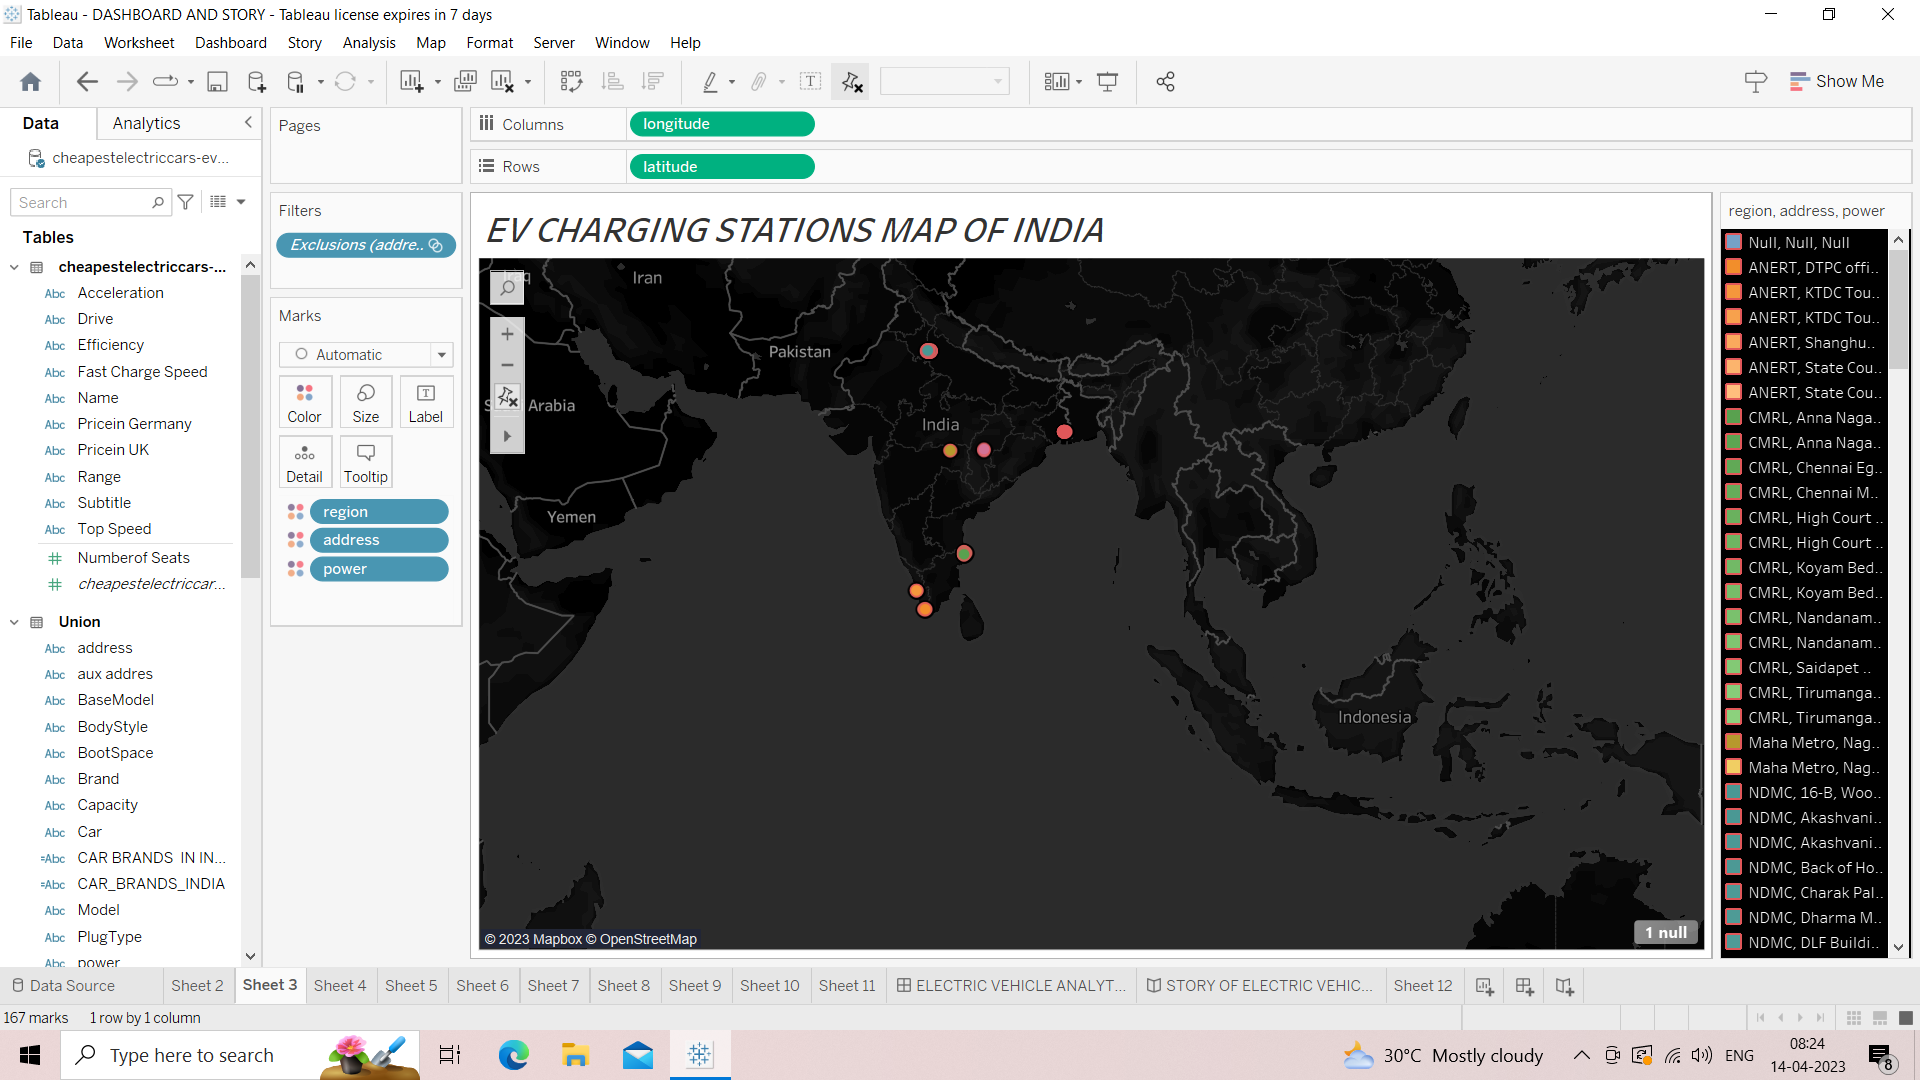 Tableau - DASHBOARD AND STORY - Tableau license expires in 7 days
File Data Worksheet Dashboard Story Analysis Map Format Server Window Help
Show Me
Data Analytics
cheapestelectriccars-ev...
Search
Tables
cheapestelectriccars-...
Abc Acceleration
Abc Drive
Abc Efficiency
Abc Fast Charge Speed
Abc Name
Abc Pricein Germany
Abc Pricein UK
Abc Range
Abc Subtitle
Abc Top Speed
Numberof Seats
cheapestelectriccar...
Union
Abc address
Abc aux addres
Abc BaseModel
Abc BodyStyle
Abc BootSpace
Abc Brand
Abc Capacity
Abc Car
=Abc CAR BRANDS IN IN...
=Abc CAR_BRANDS_INDIA
Abc Model
Abc PlugType
Abc power
Pages
Filters
Exclusions (addre..
Marks
Automatic
Color Size Label
Detail Tooltip
region
address
power
Columns longitude
Rows latitude
EV CHARGING STATIONS MAP OF INDIA
Iran
Pakistan
Arabia
India
Yemen
Indonesia
© 2023 Mapbox © OpenStreetMap
1 null
region, address, power
Null, Null, Null
ANERT, DTPC offi..
ANERT, KTDC Tou..
ANERT, KTDC Tou..
ANERT, Shanghu..
ANERT, State Cou..
ANERT, State Cou..
CMRL, Anna Naga..
CMRL, Anna Naga..
CMRL, Chennai Eg..
CMRL, Chennai M..
CMRL, High Court ..
CMRL, High Court ..
CMRL, Koyam Bed..
CMRL, Koyam Bed..
CMRL, Nandanam..
CMRL, Nandanam..
CMRL, Saidapet ..
CMRL, Tirumanga..
CMRL, Tirumanga..
Maha Metro, Nag..
Maha Metro, Nag..
NDMC, 16-B, Woo..
NDMC, Akashvani..
NDMC, Akashvani..
NDMC, Back of Ho..
NDMC, Charak Pal..
NDMC, Dharma M..
NDMC, DLF Buildi..
Data Source Sheet 2 Sheet 3 Sheet 4 Sheet 5 Sheet 6 Sheet 7 Sheet 8 Sheet 9 Sheet 10 Sheet 11 ELECTRIC VEHICLE ANALYT... STORY OF ELECTRIC VEHIC... Sheet 12
167 marks 1 row by 1 column
Type here to search
30°C Mostly cloudy
ENG
08:24
14-04-2023
8